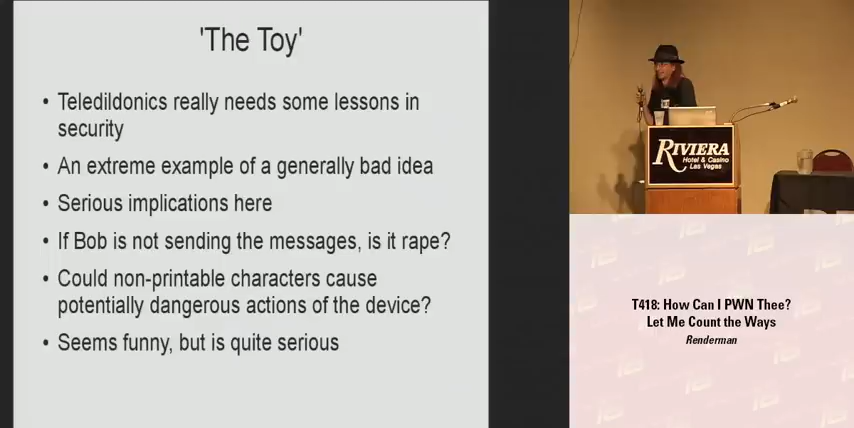 'The Toy'
• Teledildonics really needs some lessons in
security
• An extreme example of a generally bad idea
• Serious implications here
• If Bob is not sending the messages, is it rape?
• Could non-printable characters cause
potentially dangerous actions of the device?
• Seems funny, but is quite serious
RIVIERA
Hotel & Casino
Las Vegas
T418: How Can I PWN Thee?
Let Me Count the Ways
Renderman